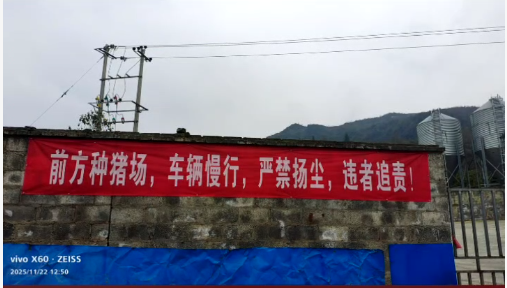 前方种猪场，车辆慢行，严禁扬尘，违者追责！
vivo X60 · ZEISS
2025/11/22 12:50